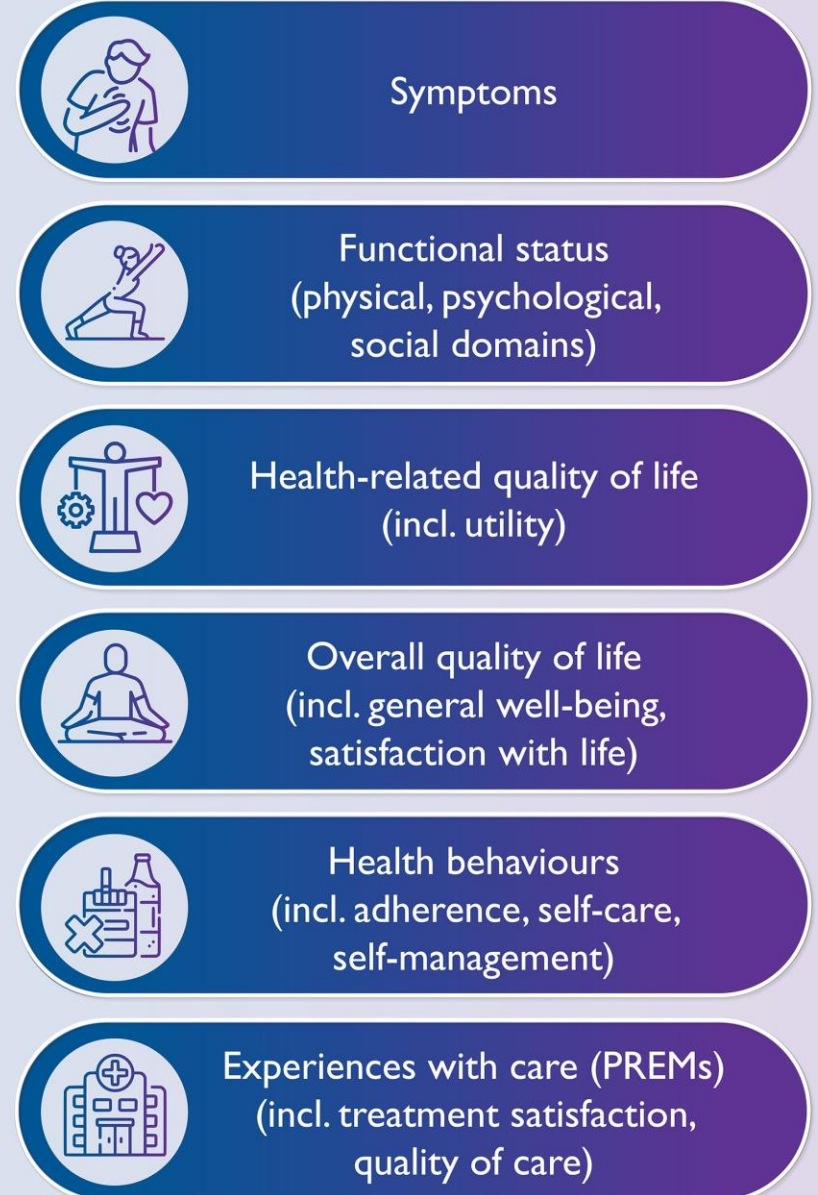 Symptoms
Functional status
(physical, psychological,
social domains)
Health-related quality of life
(incl. utility)
Overall quality of life
(incl. general well-being,
satisfaction with life)
Health behaviours
(incl. adherence, self-care,
self-management)
Experiences with care (PREMs)
(incl. treatment satisfaction,
quality of care)